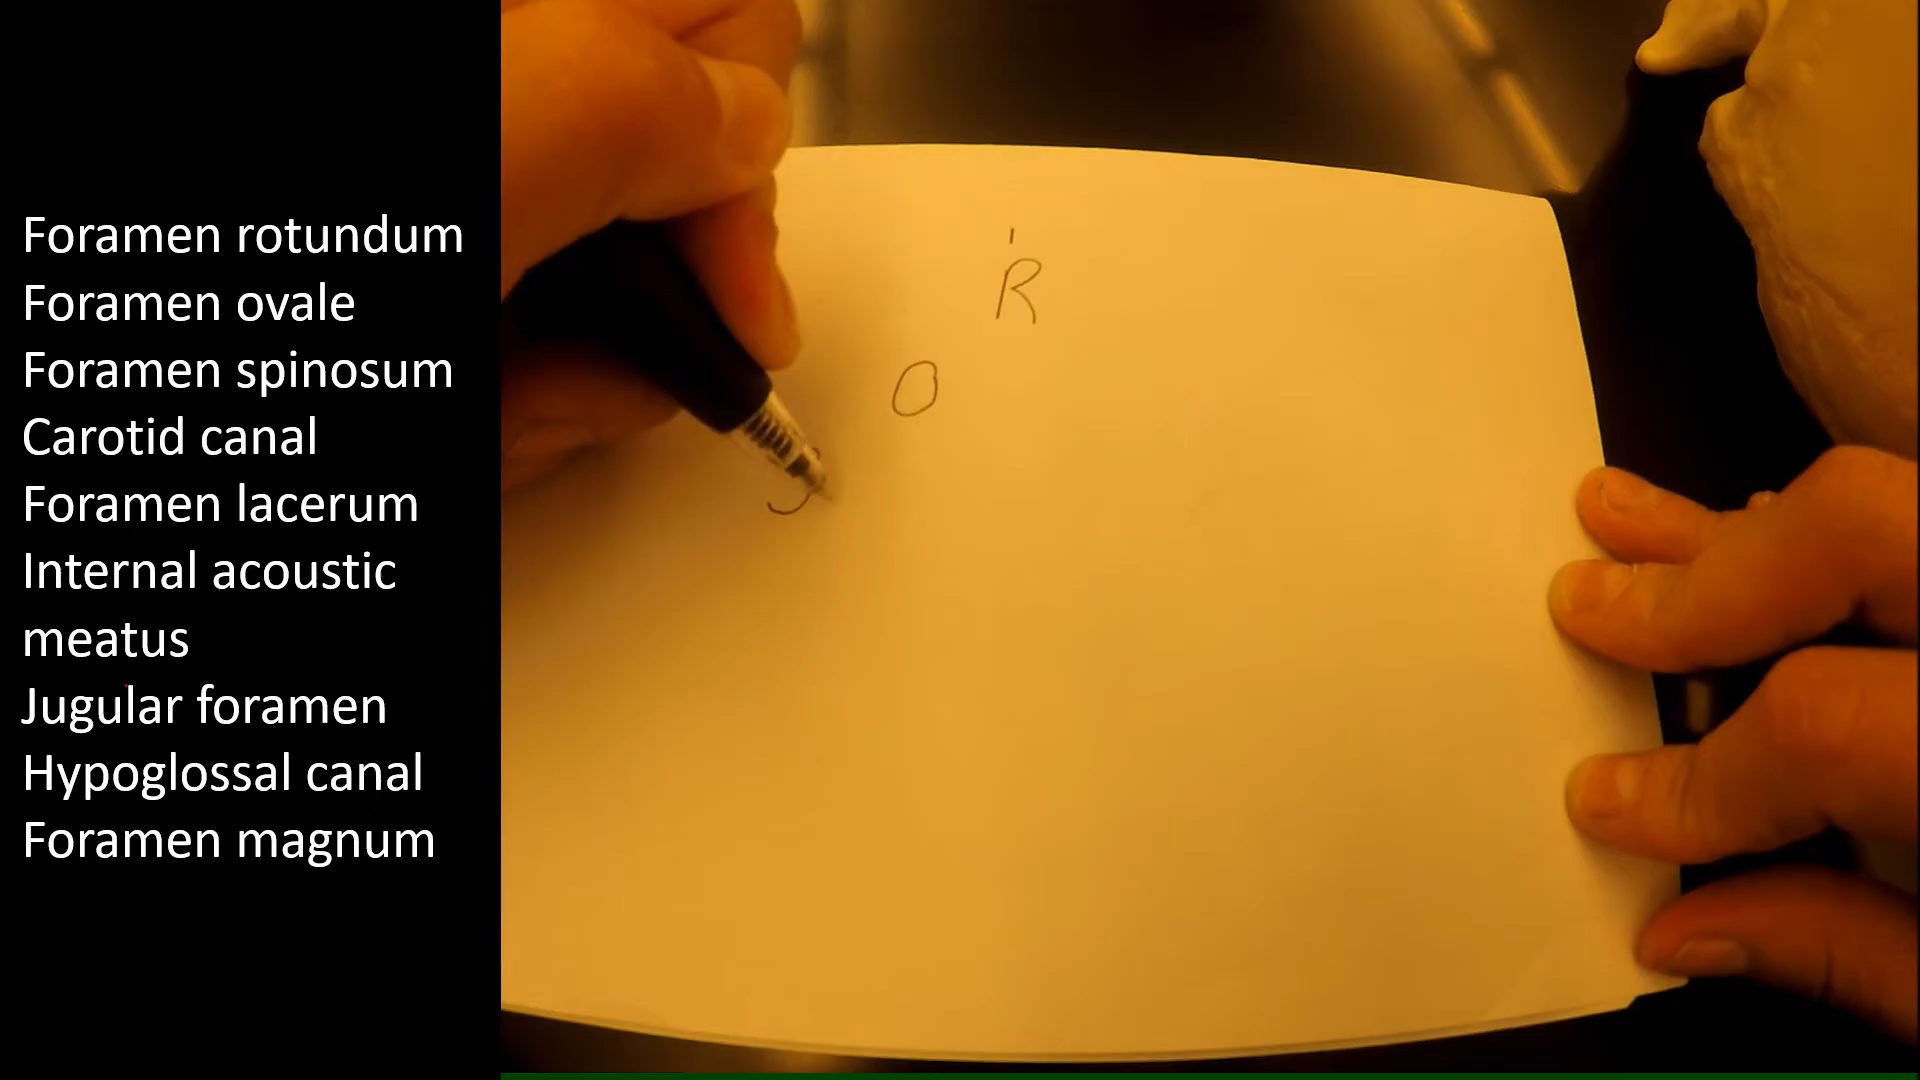 Foramen rotundum
Foramen ovale
Foramen spinosum
Carotid canal
Foramen lacerum
Internal acoustic
meatus
Jugular foramen
Hypoglossal canal
Foramen magnum
R
O